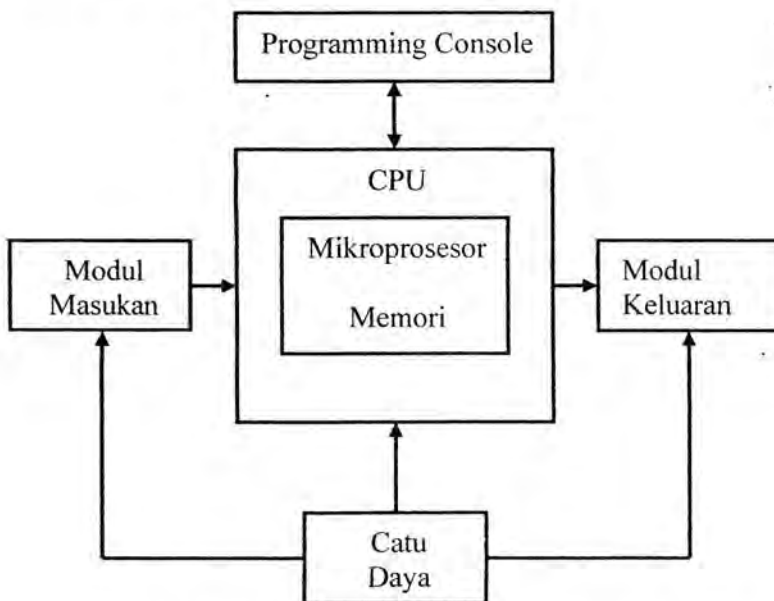 Programming Console
CPU
Mikroprosesor
Memori
Modul
Masukan
Modul
Keluaran
Catu
Daya